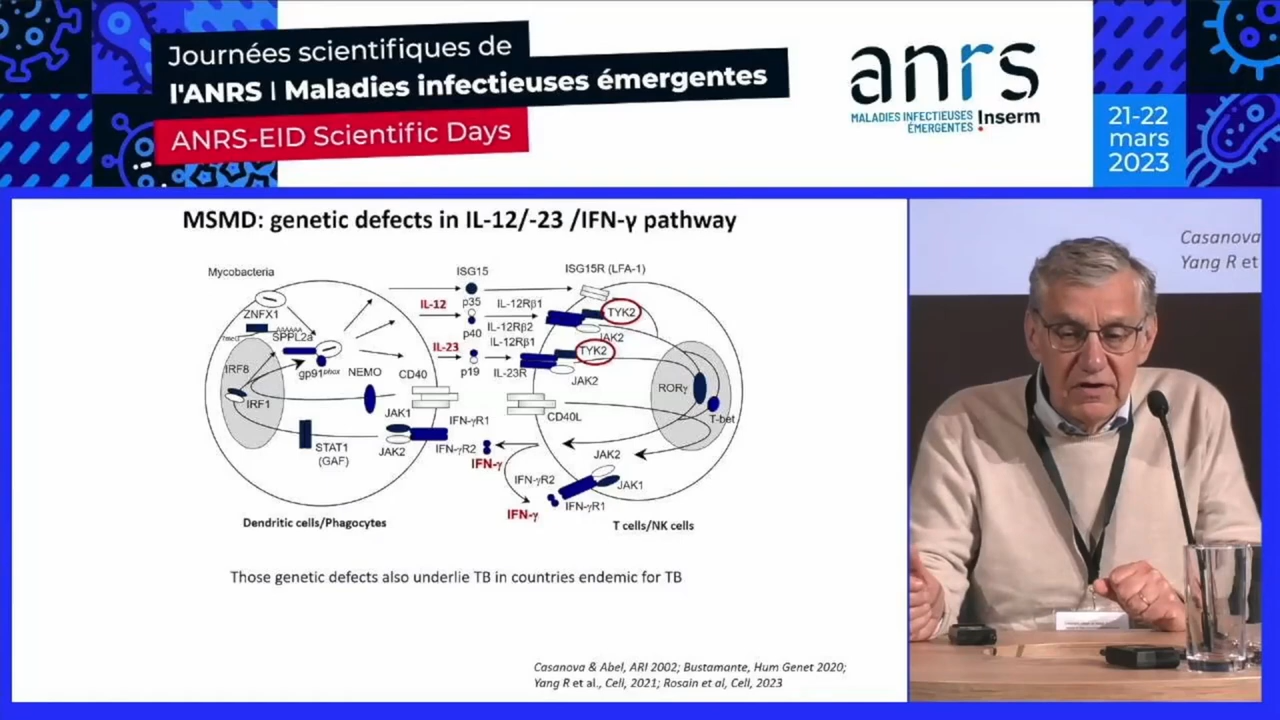 Journées scientifiques de
l'ANRS | Maladies infectieuses émergentes
ANRS-EID Scientific Days
anrs
MALADIES INFECTIEUSES
ÉMERGENTES
Inserm
21-22
mars
2023
MSMD: genetic defects in IL-12/-23 /IFN-γ pathway
Mycobacteria
ISG15
ISG15R (LFA-1)
ZNFX1
IL-12
p35
IL-12Rβ1
TYK2
AAAAAA
SPPL2a
p40
IL-12Rβ2
JAK2
IL-23
IL-12Rβ1
TYK2
IRF8
gp91phox
NEMO
CD40
p19
IL-23R
JAK2
RORγ
IRF1
JAK1
IFN-γR1
CD40L
T-bet
STAT1
(GAF)
JAK2
IFN-γR2
IFN-γ
JAK2
IFN-γR2
JAK1
IFN-γ
IFN-γR1
Dendritic cells/Phagocytes
T cells/NK cells
Those genetic defects also underlie TB in countries endemic for TB
Casanova & Abel, ARI 2002; Bustamante, Hum Genet 2020;
Yang R et al., Cell, 2021; Rosain et al, Cell, 2023
Casanova
Yang R et